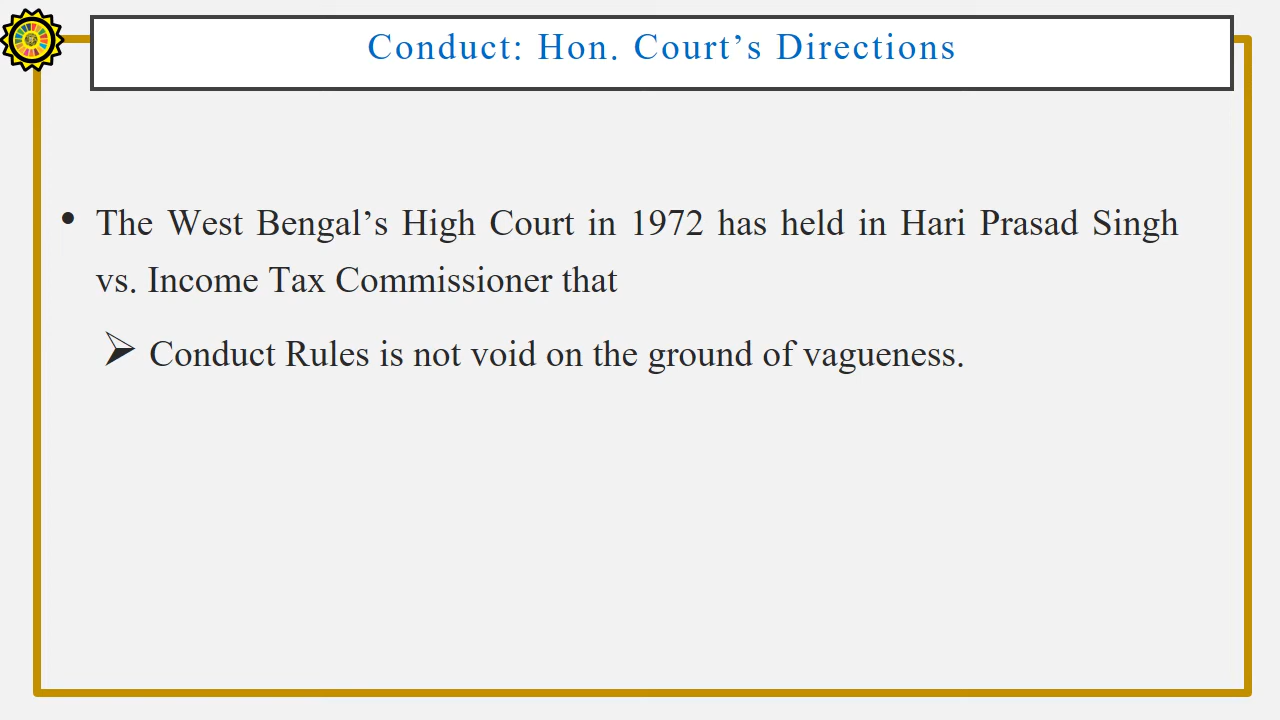 Conduct: Hon. Court’s Directions
• The West Bengal’s High Court in 1972 has held in Hari Prasad Singh
vs. Income Tax Commissioner that
➢ Conduct Rules is not void on the ground of vagueness.